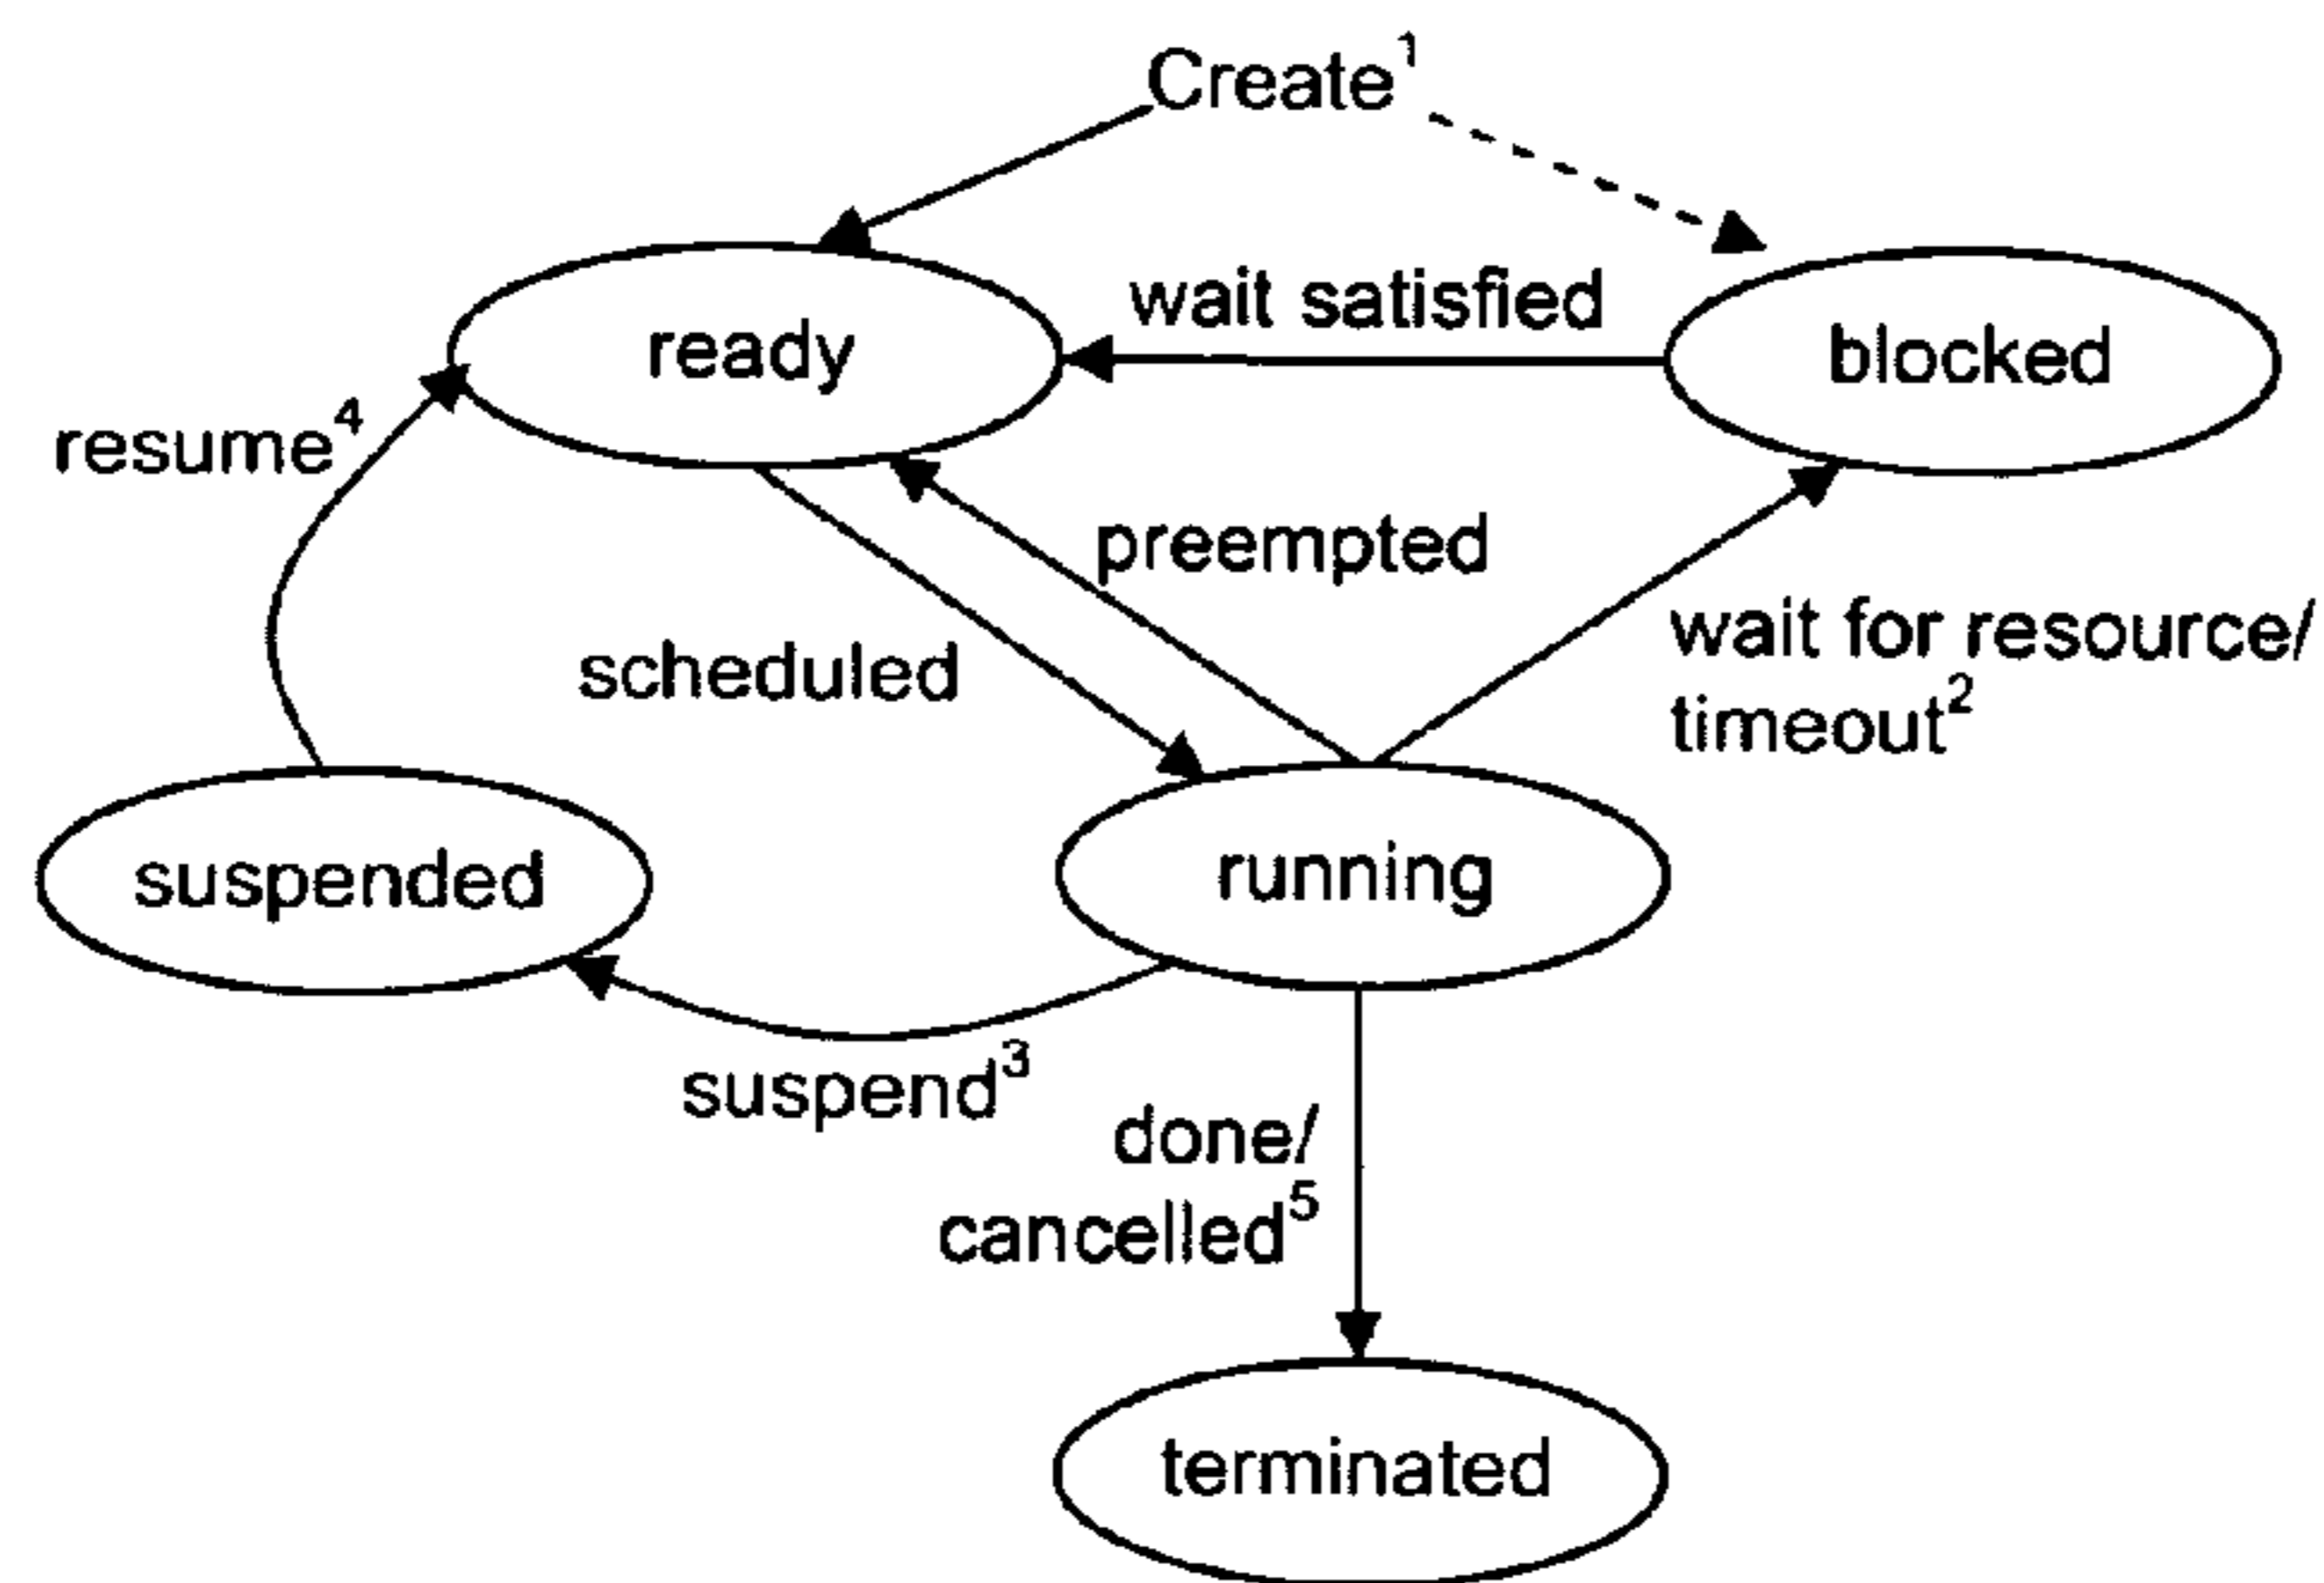 Create¹
wait satisfied
ready
blocked
resume⁴
preempted
scheduled
wait for resource/
timeout²
suspended
running
suspend³
done/
cancelled⁵
terminated